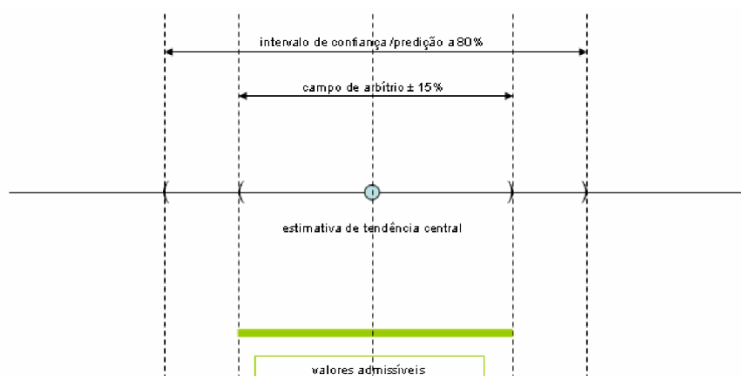 intervalo de confiança/predição a 80%
campo de arbítrio ± 15%
estimativa de tendência central
valores admissíveis